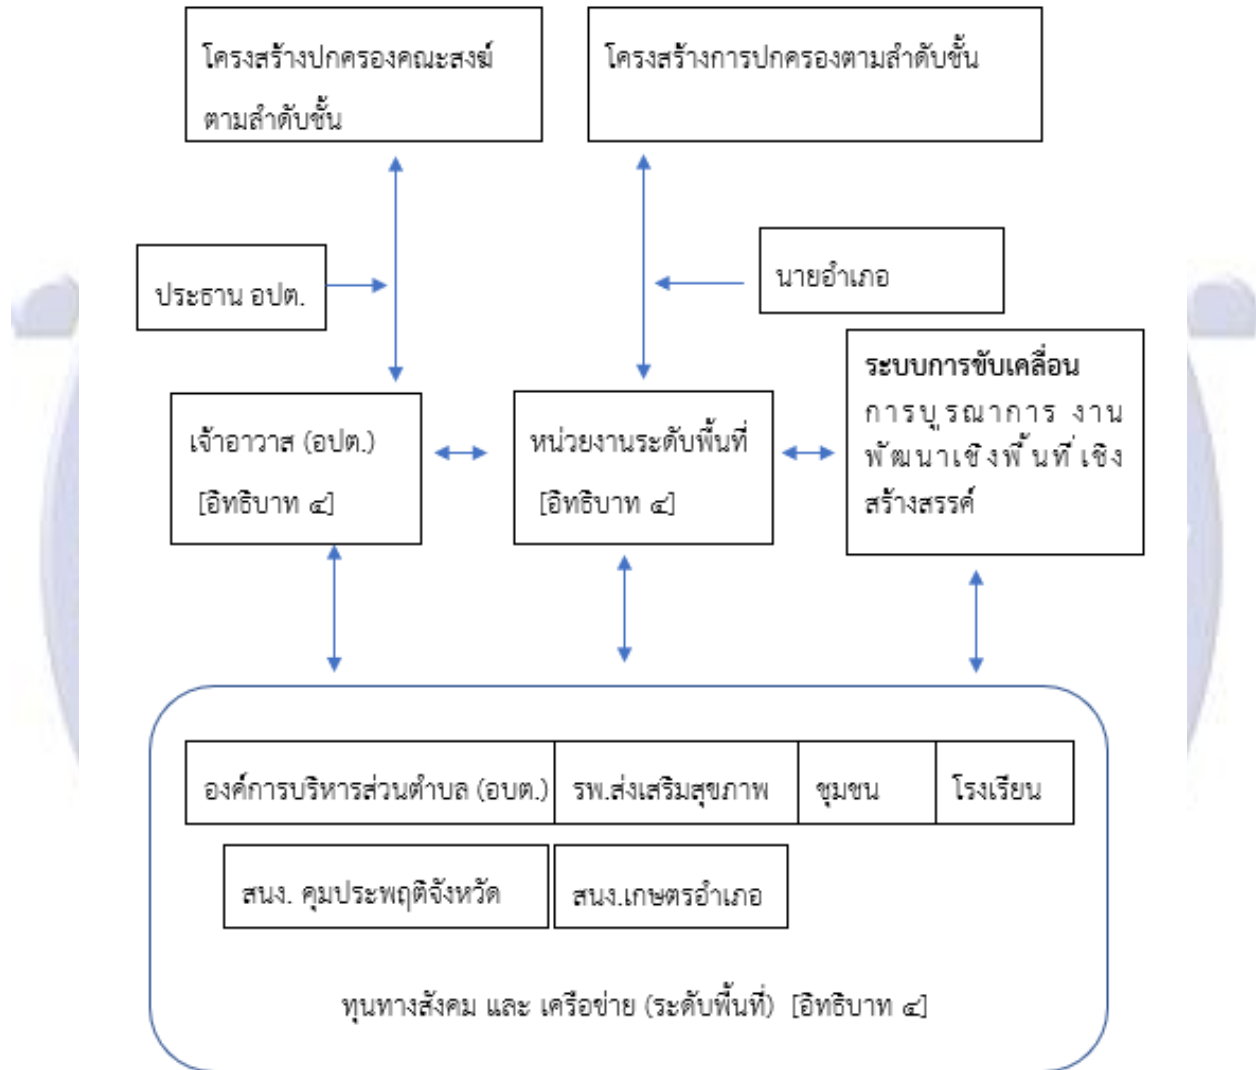 โครงสร้างปกครองคณะสงฆ์
ตามลำดับชั้น
โครงสร้างการปกครองตามลำดับชั้น
ประธาน อปต.
นายอำเภอ
เจ้าอาวาส (อปต.)
[อิทธิบาท ๔]
หน่วยงานระดับพื้นที่
[อิทธิบาท ๔]
ระบบการขับเคลื่อน
การบูรณาการ งาน
พัฒนาเชิงพื้นที่เชิง
สร้างสรรค์
องค์การบริหารส่วนตำบล (อบต.)
รพ.ส่งเสริมสุขภาพ
ชุมชน
โรงเรียน
สนง. คุมประพฤติจังหวัด
สนง.เกษตรอำเภอ
ทุนทางสังคม และ เครือข่าย (ระดับพื้นที่) [อิทธิบาท ๔]